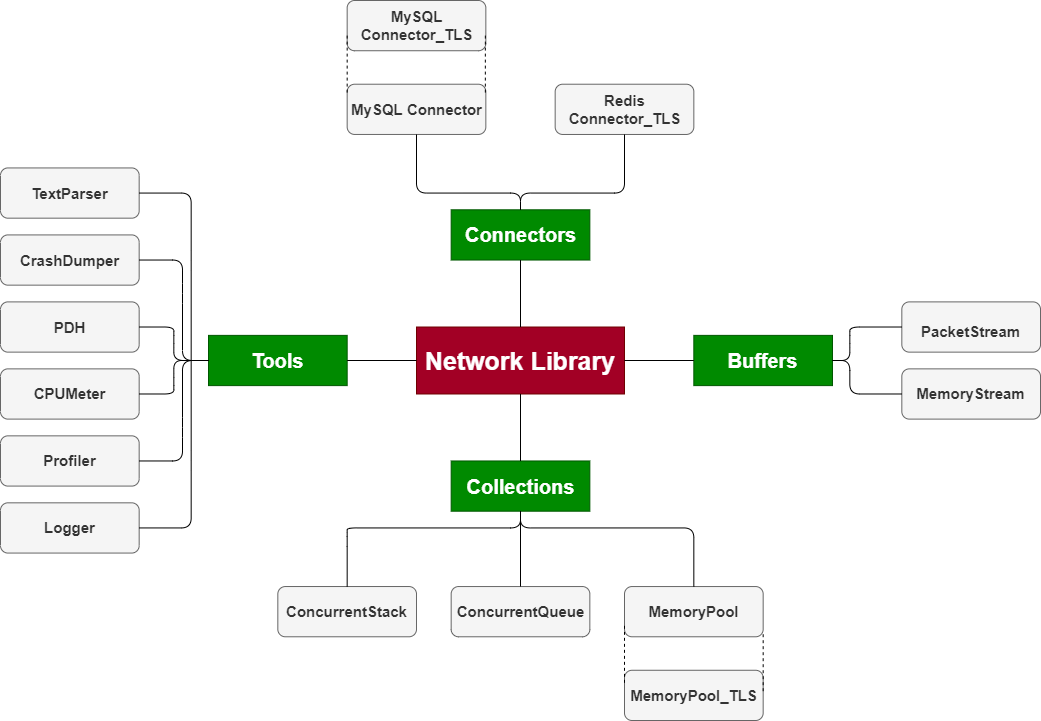 MySQL
Connector_TLS
MySQL Connector
Redis
Connector_TLS
Connectors
TextParser
CrashDumper
PDH
CPUMeter
Profiler
Logger
Tools
Network Library
Buffers
PacketStream
MemoryStream
Collections
ConcurrentStack
ConcurrentQueue
MemoryPool
MemoryPool_TLS